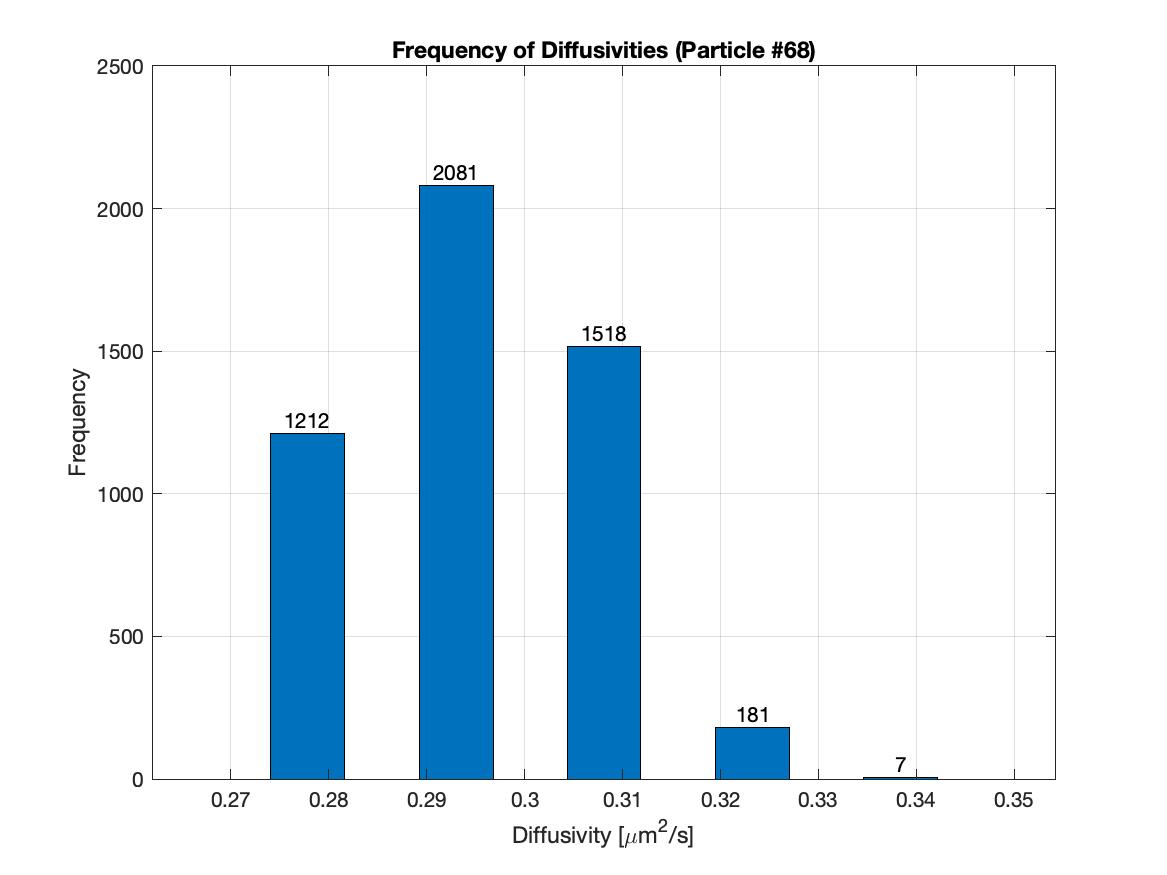 Frequency of Diffusivities (Particle #68)
2500
2000
1500
1000
500
0
Frequency
1212
2081
1518
181
7
0.27 0.28 0.29 0.3 0.31 0.32 0.33 0.34 0.35
Diffusivity [μm²/s]